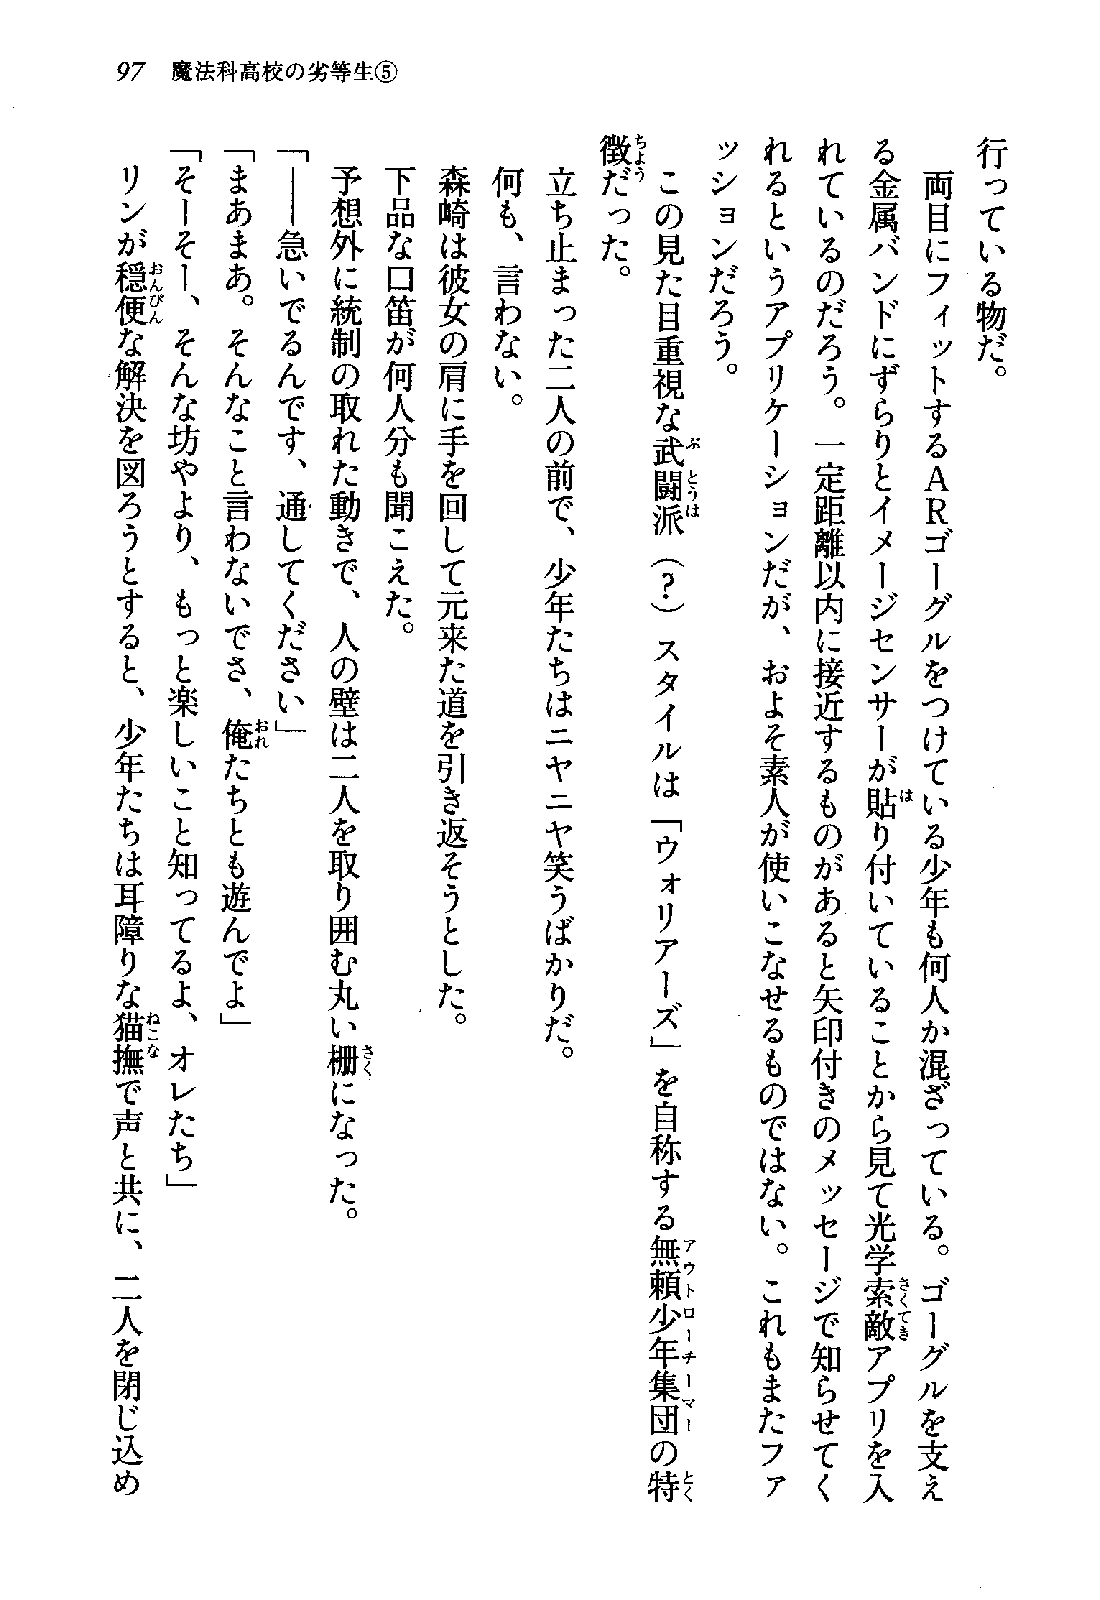 97 魔法科高校の劣等生⑤
行っている物だ。
　両目にフィットするＡＲゴーグルをつけている少年も何人か混ざっている。ゴーグルを支え
る金属バンドにずらりとイメージセンサーが貼り付いていることから見て光学索敵アプリを入
れているのだろう。一定距離以内に接近するものがあると矢印付きのメッセージで知らせてく
れるというアプリケーションだが、およそ素人が使いこなせるものではない。これもまたファ
ッションだろう。
　この見た目重視な武闘派（？）スタイルは「ウォリアーズ」を自称する無頼少年集団の特
徴だった。
　立ち止まった二人の前で、少年たちはニヤニヤ笑うばかりだ。
　何も、言わない。
　森崎は彼女の肩に手を回して元来た道を引き返そうとした。
　下品な口笛が何人分も聞こえた。
　予想外に統制の取れた動きで、人の壁は二人を取り囲む丸い柵になった。
「――急いでるんです、通してください」
「まあまあ。そんなこと言わないでさ、俺たちとも遊んでよ」
「そーそー、そんな坊やより、もっと楽しいこと知ってるよ、オレたち」
　リンが穏便な解決を図ろうとすると、少年たちは耳障りな猫撫で声と共に、二人を閉じ込め